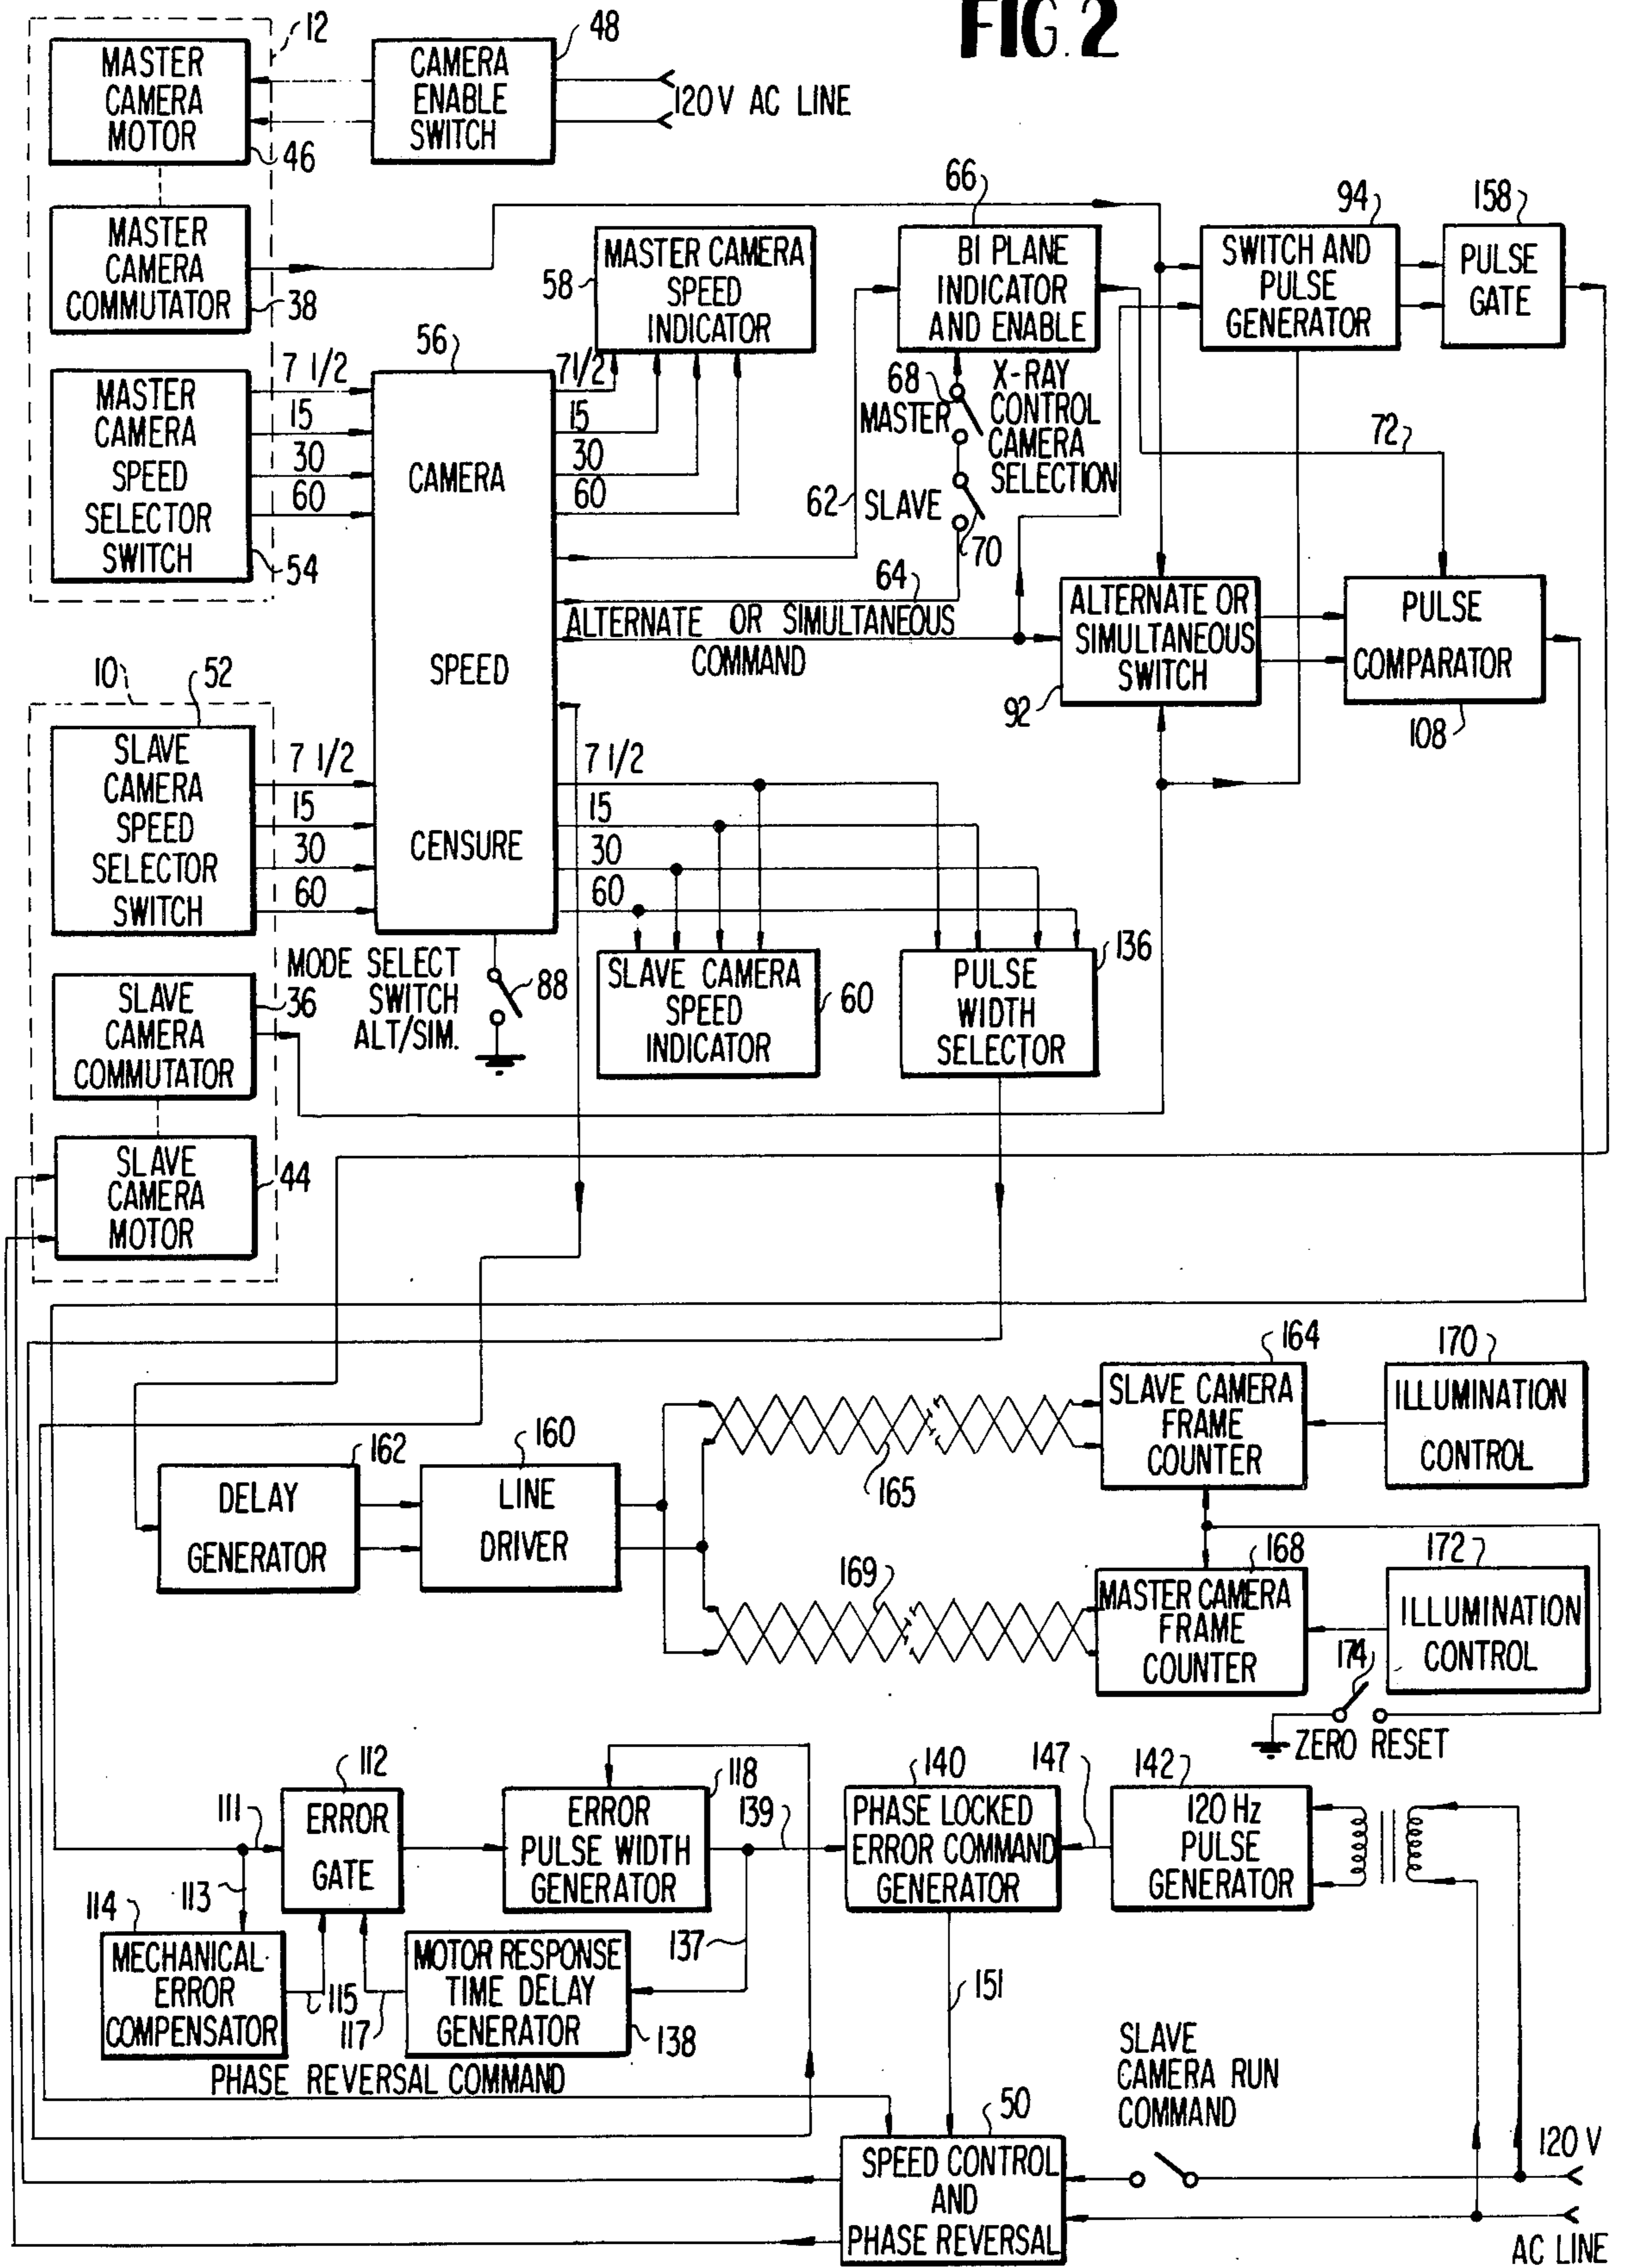 FIG. 2
12
MASTER
CAMERA
MOTOR
46
CAMERA
ENABLE
SWITCH
48
120V AC LINE
MASTER
CAMERA
COMMUTATOR
38
MASTER CAMERA
SPEED
INDICATOR
58
66
BI PLANE
INDICATOR
AND ENABLE
94
SWITCH AND
PULSE
GENERATOR
158
PULSE
GATE
MASTER
CAMERA
SPEED
SELECTOR
SWITCH
54
7 1/2
15
30
60
56
CAMERA
SPEED
CENSURE
7 1/2
15
30
60
62
68
MASTER
X-RAY
CONTROL
CAMERA
SELECTION
SLAVE
70
72
64
ALTERNATE OR SIMULTANEOUS
COMMAND
ALTERNATE OR
SIMULTANEOUS
SWITCH
92
PULSE
COMPARATOR
108
10
52
SLAVE
CAMERA
SPEED
SELECTOR
SWITCH
7 1/2
15
30
60
7 1/2
15
30
60
MODE SELECT
SWITCH
ALT/SIM.
88
SLAVE CAMERA
SPEED
INDICATOR
60
PULSE
WIDTH
SELECTOR
136
SLAVE
CAMERA
COMMUTATOR
36
SLAVE
CAMERA
MOTOR
44
162
DELAY
GENERATOR
160
LINE
DRIVER
165
169
164
SLAVE CAMERA
FRAME
COUNTER
170
ILLUMINATION
CONTROL
168
MASTER CAMERA
FRAME
COUNTER
172
ILLUMINATION
CONTROL
174
ZERO RESET
111
112
ERROR
GATE
113
114
MECHANICAL
ERROR
COMPENSATOR
115
117
118
ERROR
PULSE WIDTH
GENERATOR
139
137
MOTOR RESPONSE
TIME DELAY
GENERATOR
138
140
PHASE LOCKED
ERROR COMMAND
GENERATOR
147
142
120 Hz
PULSE
GENERATOR
151
PHASE REVERSAL COMMAND
SLAVE
CAMERA RUN
COMMAND
50
SPEED CONTROL
AND
PHASE REVERSAL
120 V
AC LINE